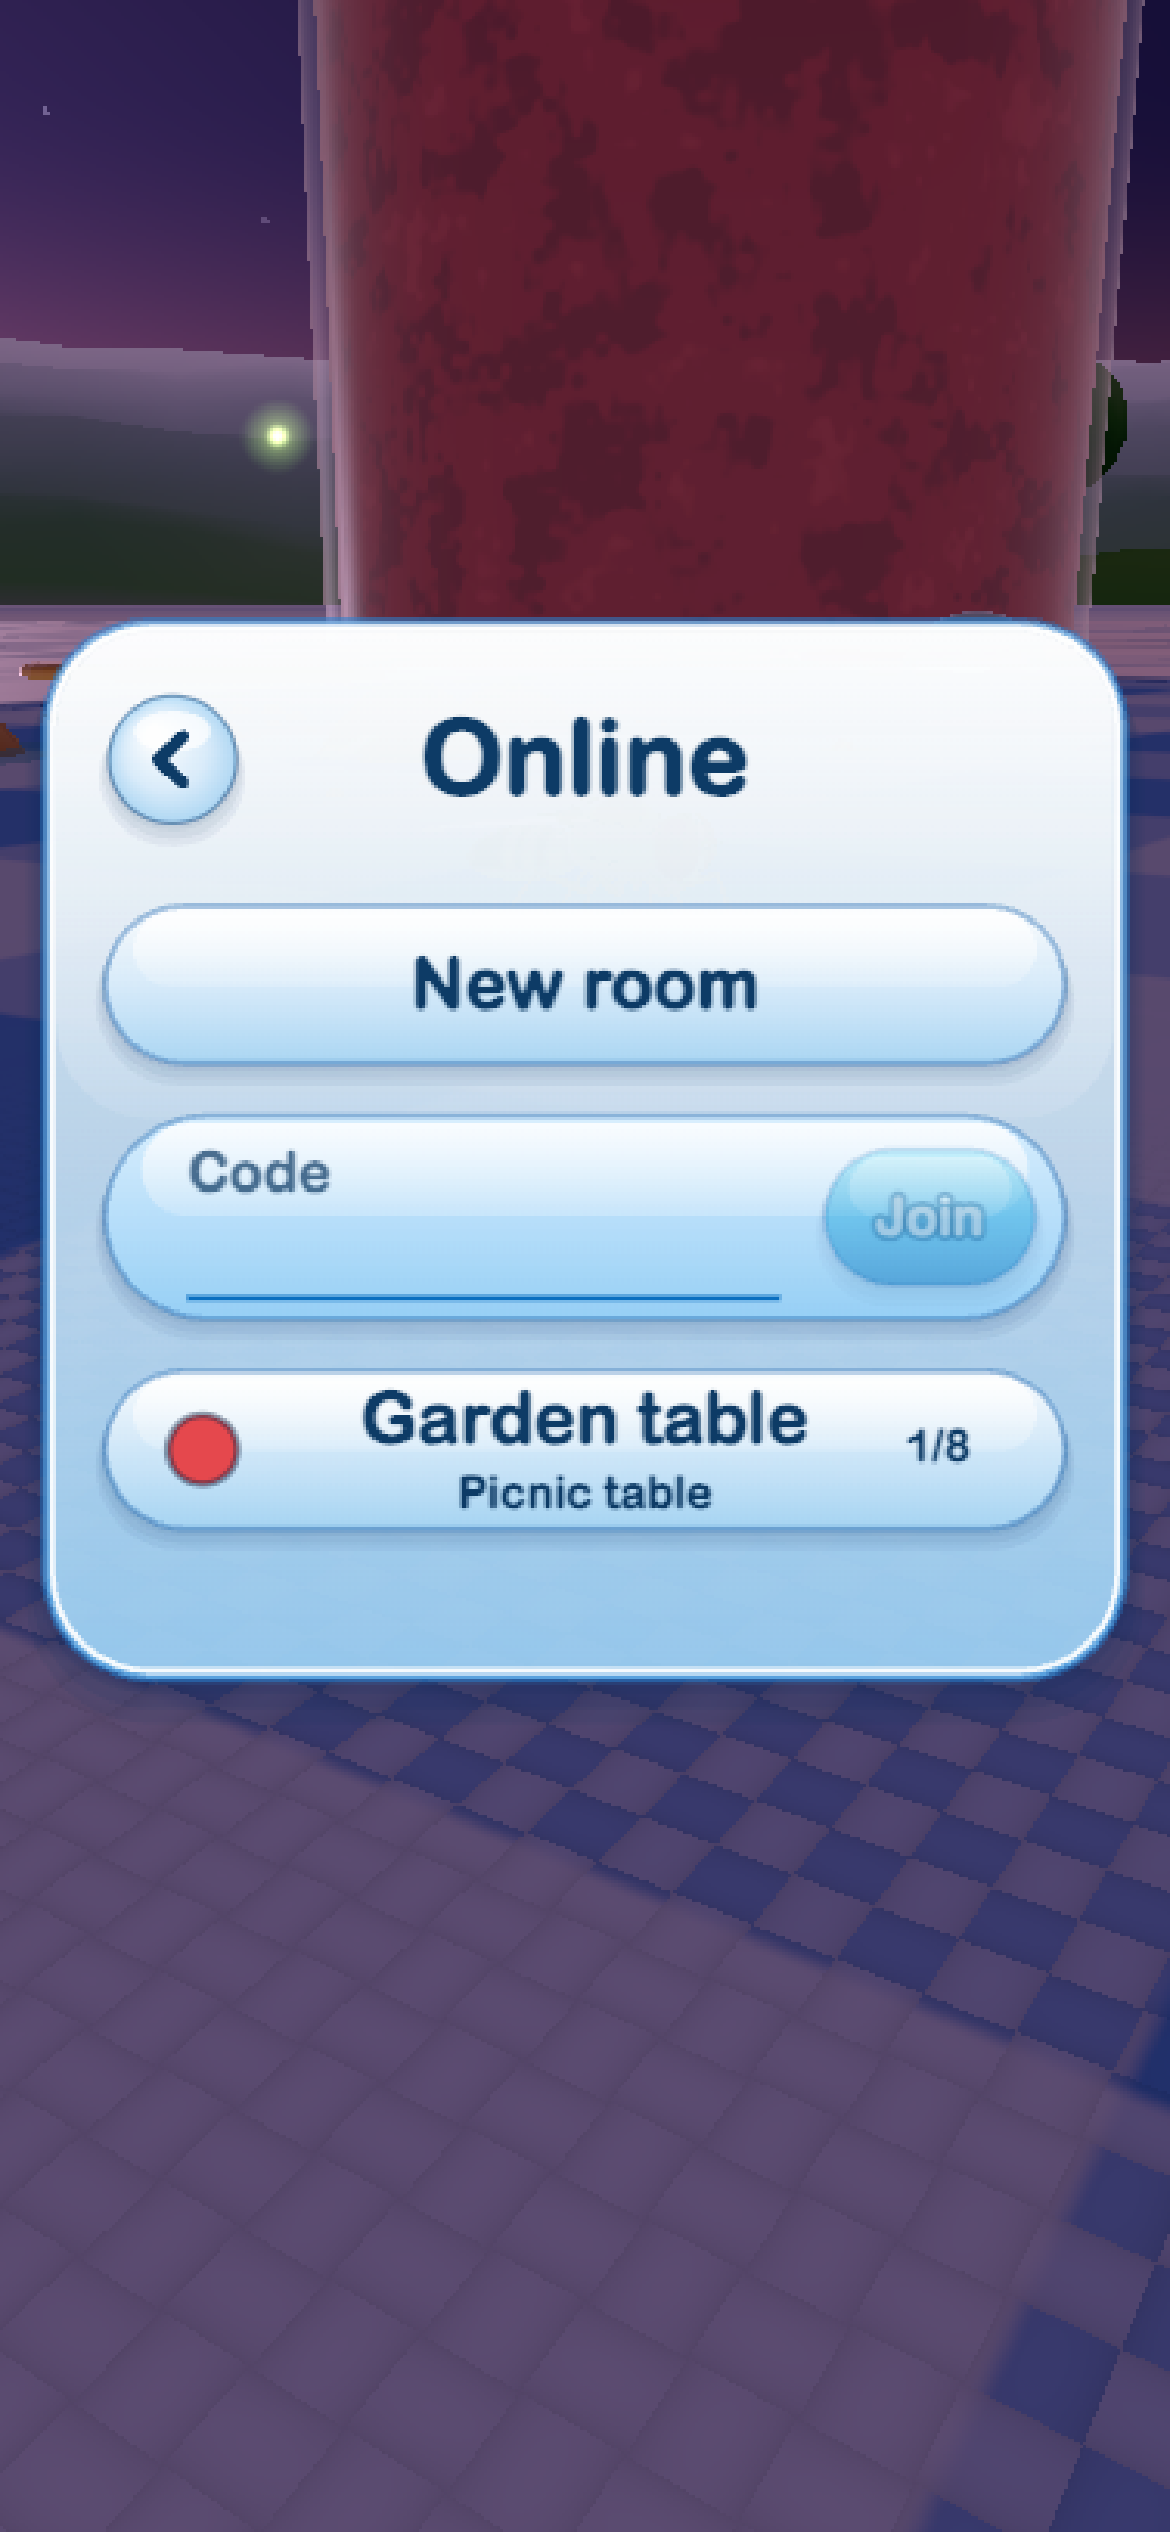 Online
New room
Code
Join
Garden table
1/8
Picnic table